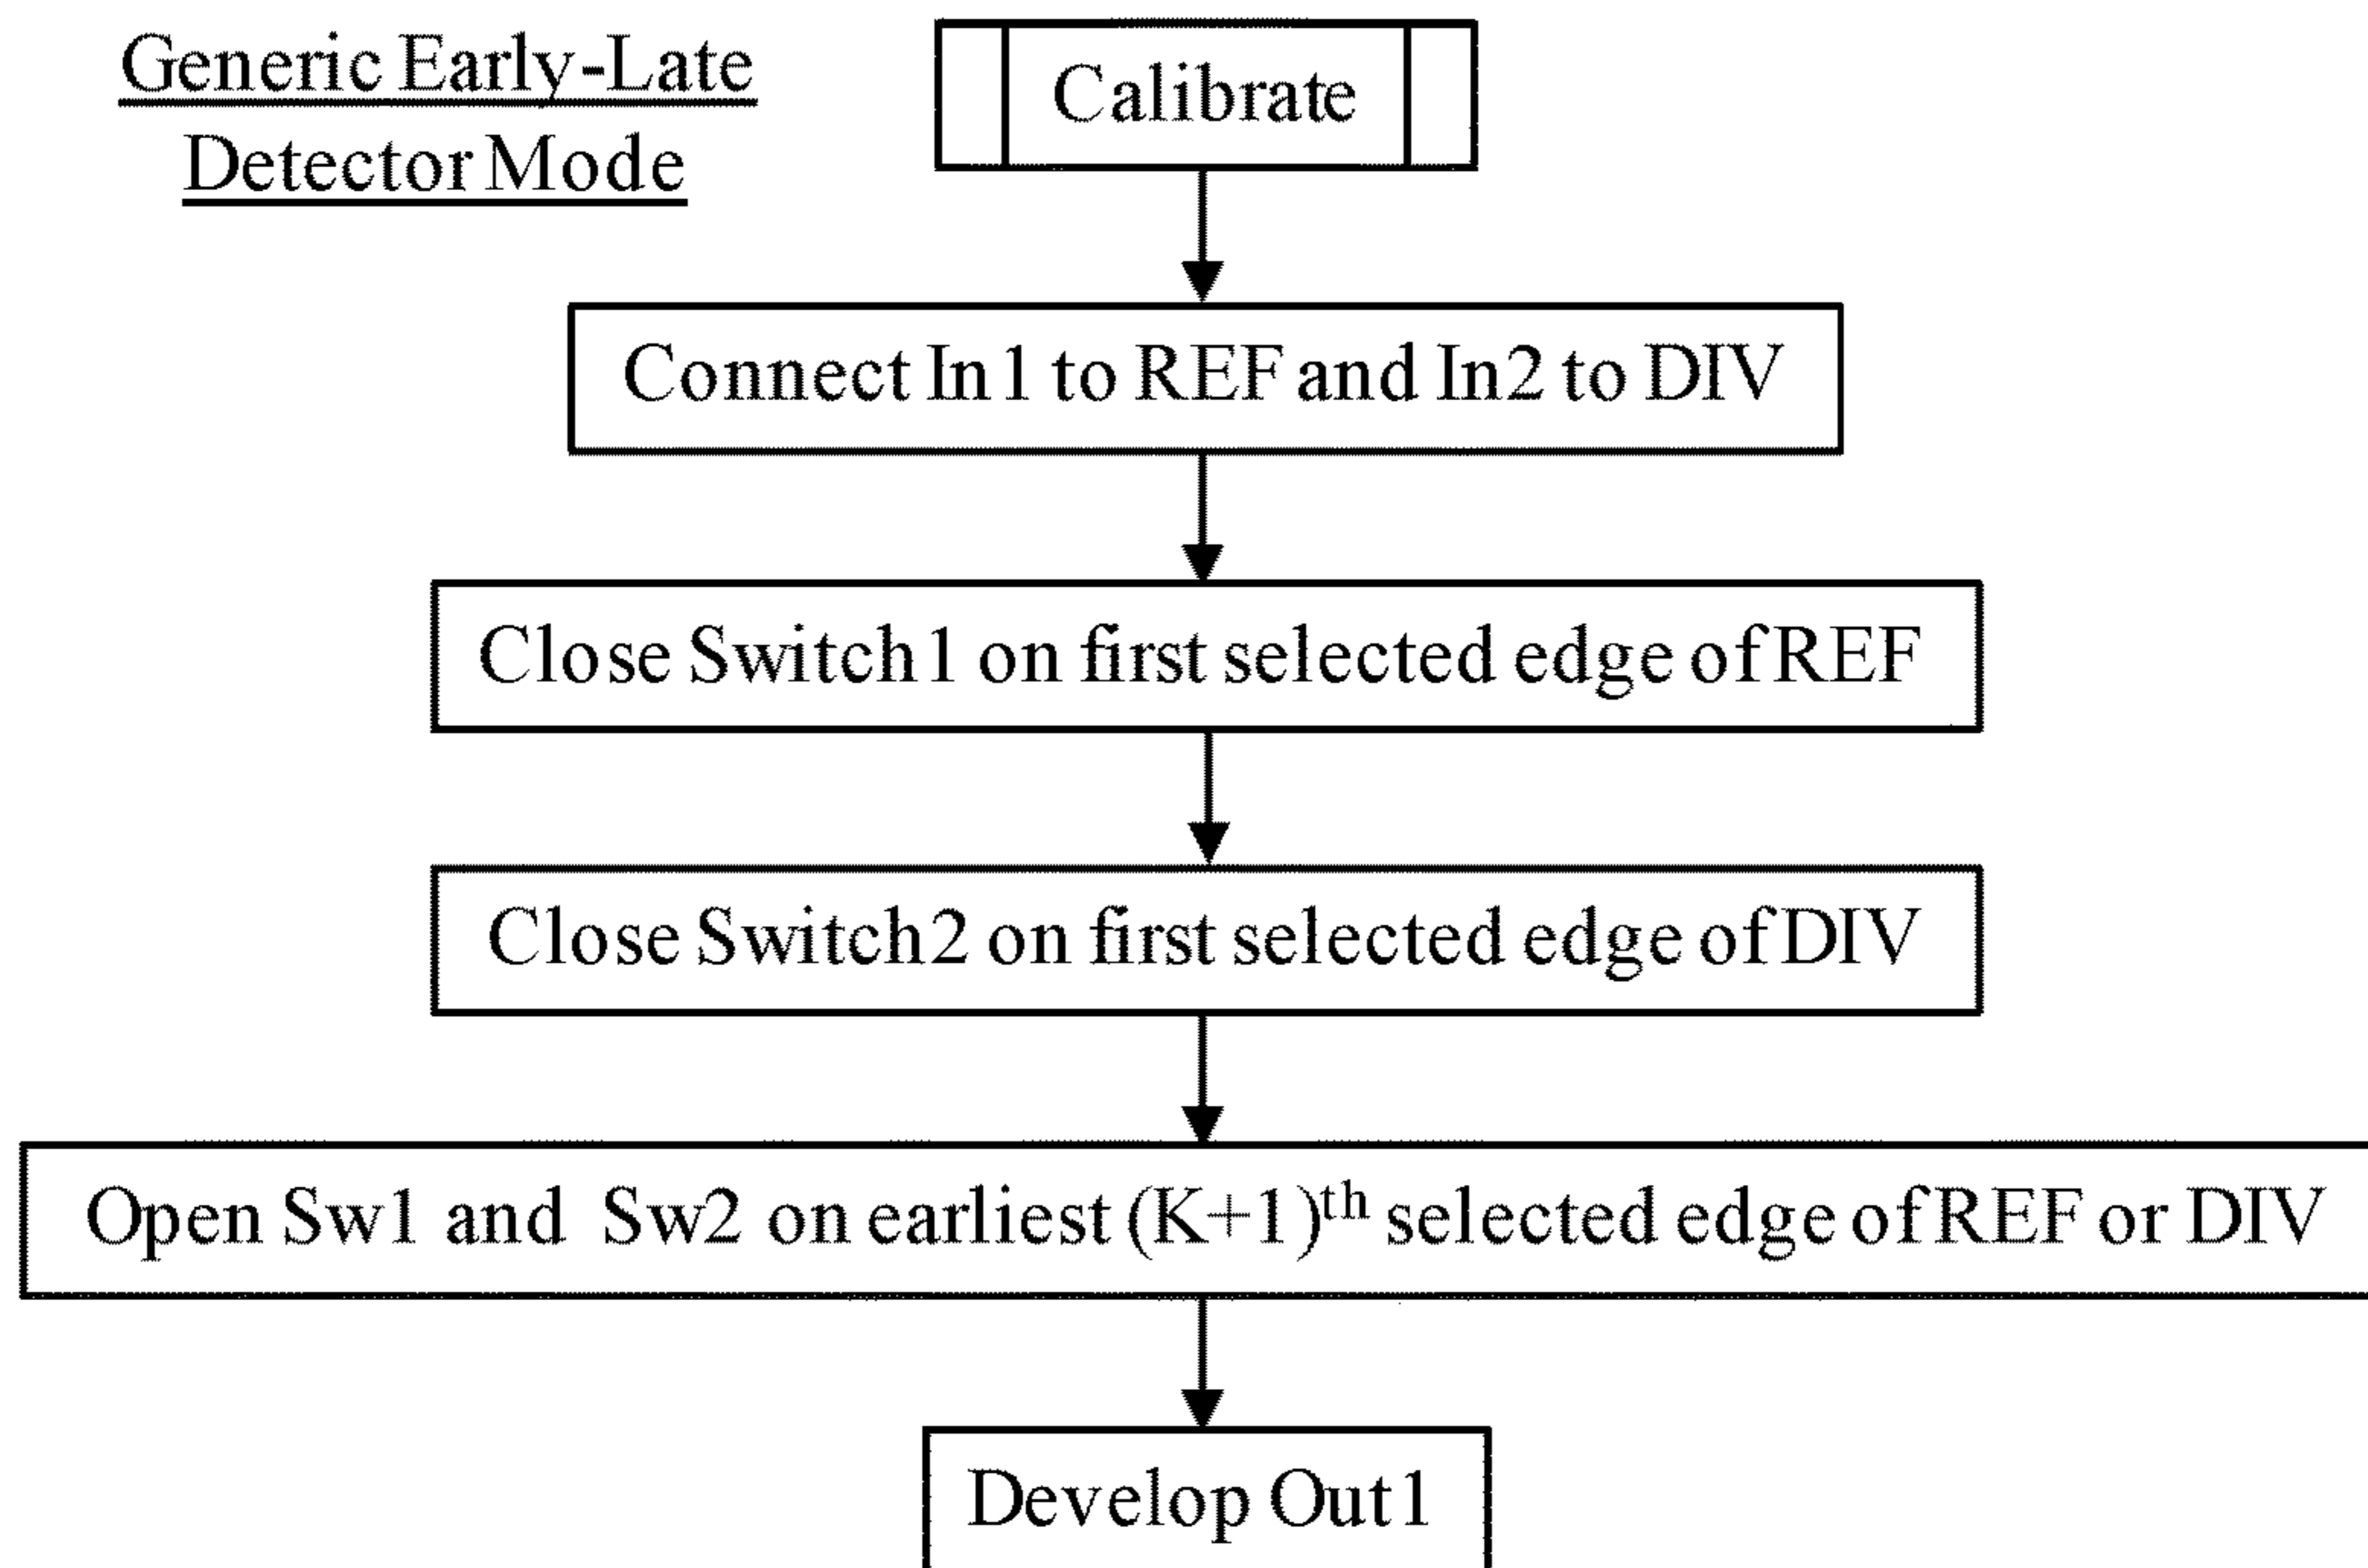 Generic Early-Late
Detector Mode
Calibrate
Connect In1 to REF and In2 to DIV
Close Switch1 on first selected edge of REF
Close Switch2 on first selected edge of DIV
Open Sw1 and Sw2 on earliest (K+1)th selected edge of REF or DIV
Develop Out1